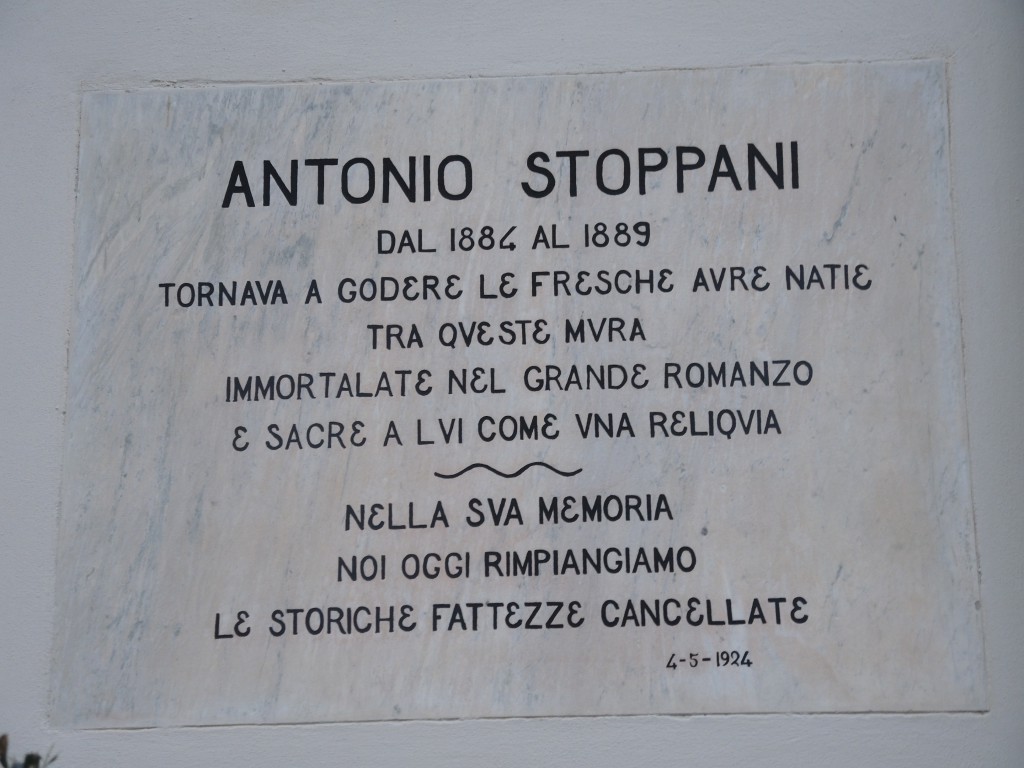 ANTONIO STOPPANI
DAL 1884 AL 1889
TORNAVA A GODERE LE FRESCHE AVRE NATIE
TRA QVESTE MVRA
IMMORTALATE NEL GRANDE ROMANZO
E SACRE A LVI COME VNA RELIQVIA
NELLA SVA MEMORIA
NOI OGGI RIMPIANGIAMO
LE STORICHE FATTEZZE CANCELLATE
4-5-1924